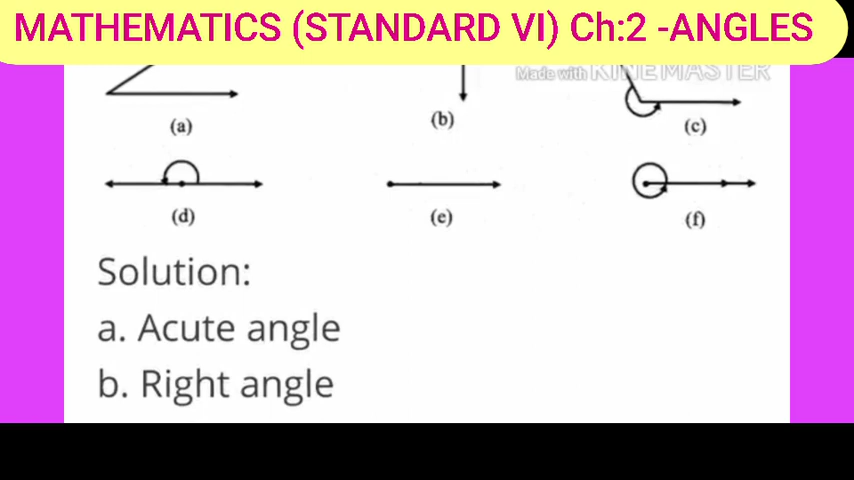 MATHEMATICS (STANDARD VI) Ch:2 -ANGLES
Made with KINEMASTER
(a)
(b)
(c)
(d)
(e)
(f)
Solution:
a. Acute angle
b. Right angle